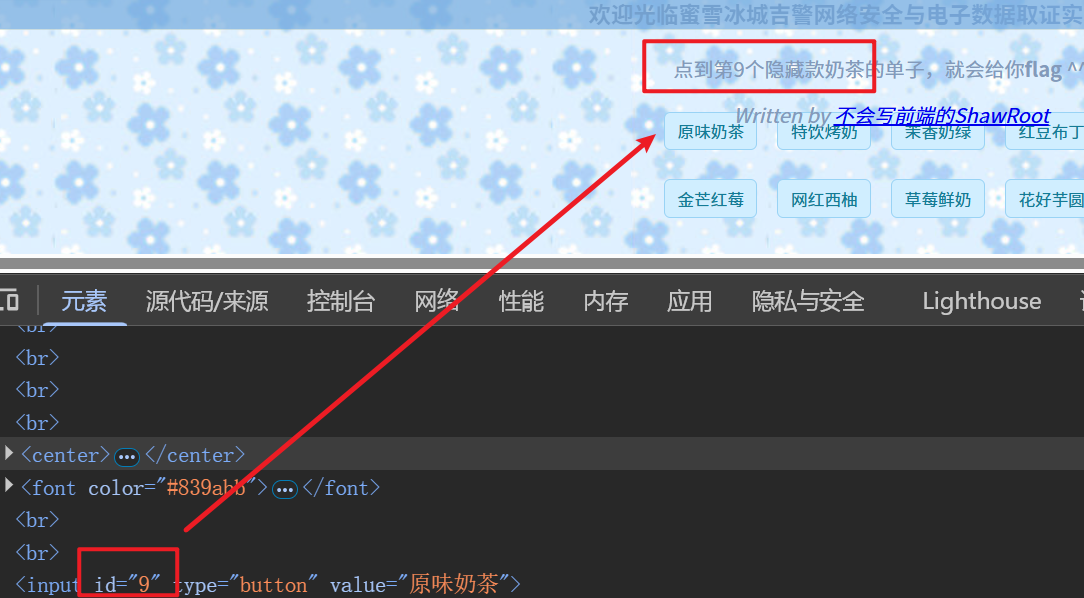 欢迎光临蜜雪冰城吉警网络安全与电子数据取证实
点到第9个隐藏款奶茶的单子，就会给你flag ^^
Written by 不会写前端的ShawRoot
原味奶茶 特饮烤奶 茉香奶绿 红豆布丁
金芒红莓 网红西柚 草莓鲜奶 花好芋圆
元素 源代码/来源 控制台 网络 性能 内存 应用 隐私与安全 Lighthouse
<br>
<br>
<br>
<br>
<center>…</center>
<font color="#839abb">…</font>
<br>
<br>
<input id="9" type="button" value="原味奶茶">